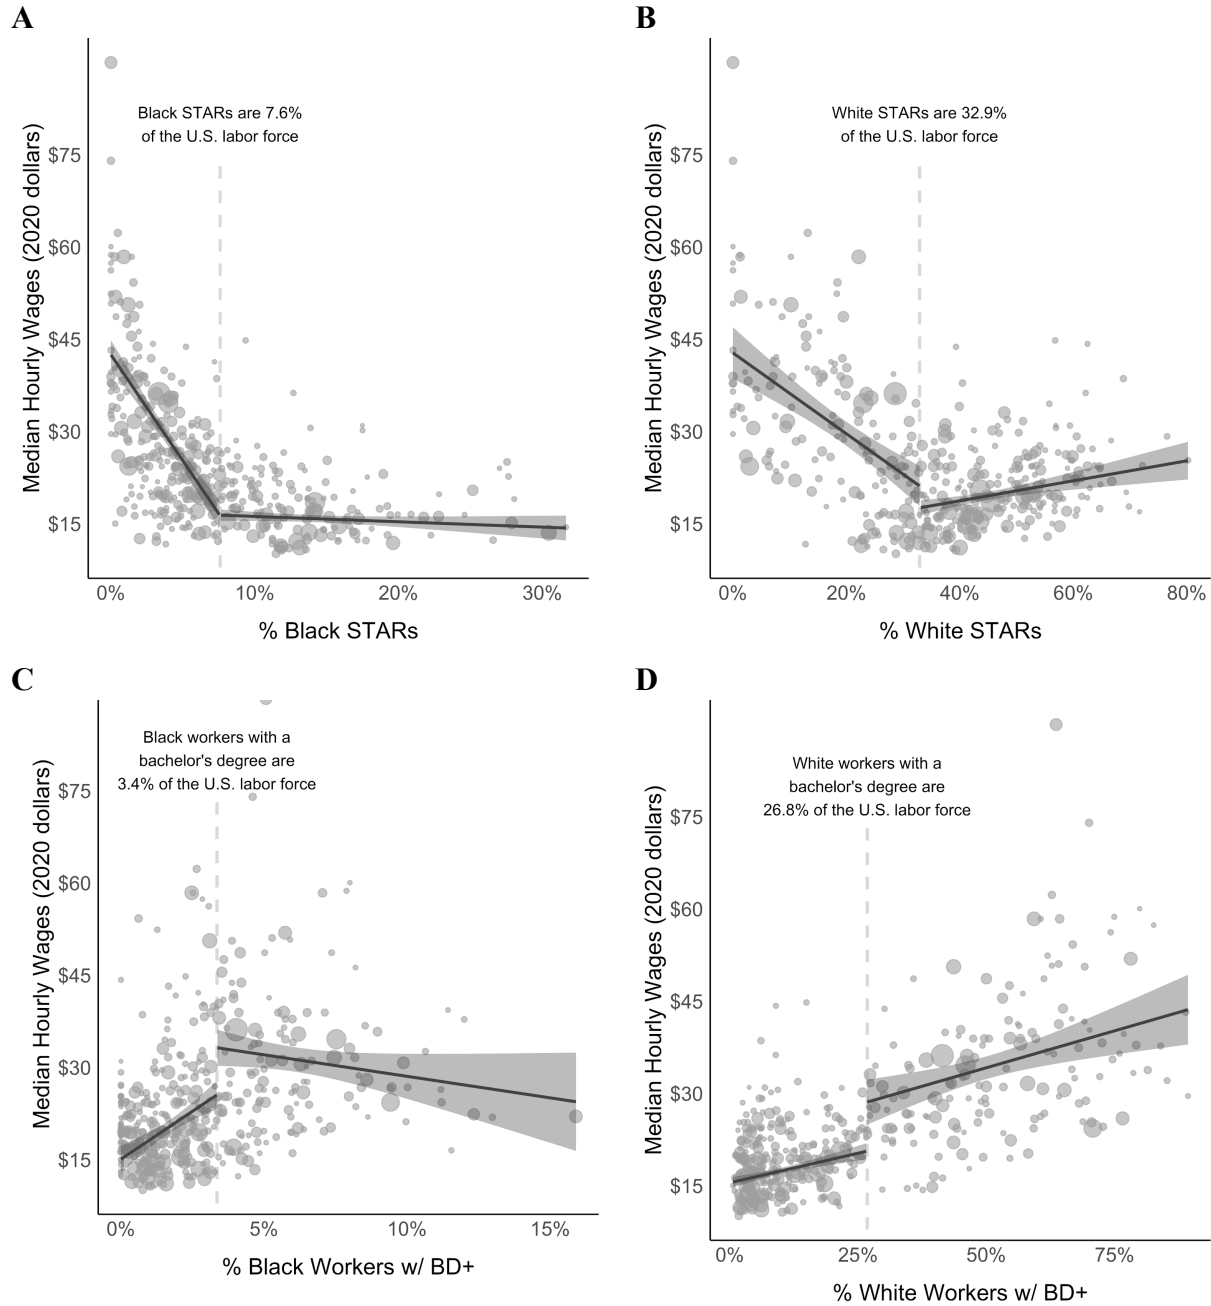 A
Black STARs are 7.6%
of the U.S. labor force
Median Hourly Wages (2020 dollars)
$75
$60
$45
$30
$15
0%
10%
20%
30%
% Black STARs
B
White STARs are 32.9%
of the U.S. labor force
Median Hourly Wages (2020 dollars)
$75
$60
$45
$30
$15
0%
20%
40%
60%
80%
% White STARs
C
Black workers with a
bachelor's degree are
3.4% of the U.S. labor force
Median Hourly Wages (2020 dollars)
$75
$60
$45
$30
$15
0%
5%
10%
15%
% Black Workers w/ BD+
D
White workers with a
bachelor's degree are
26.8% of the U.S. labor force
Median Hourly Wages (2020 dollars)
$75
$60
$45
$30
$15
0%
25%
50%
75%
% White Workers w/ BD+